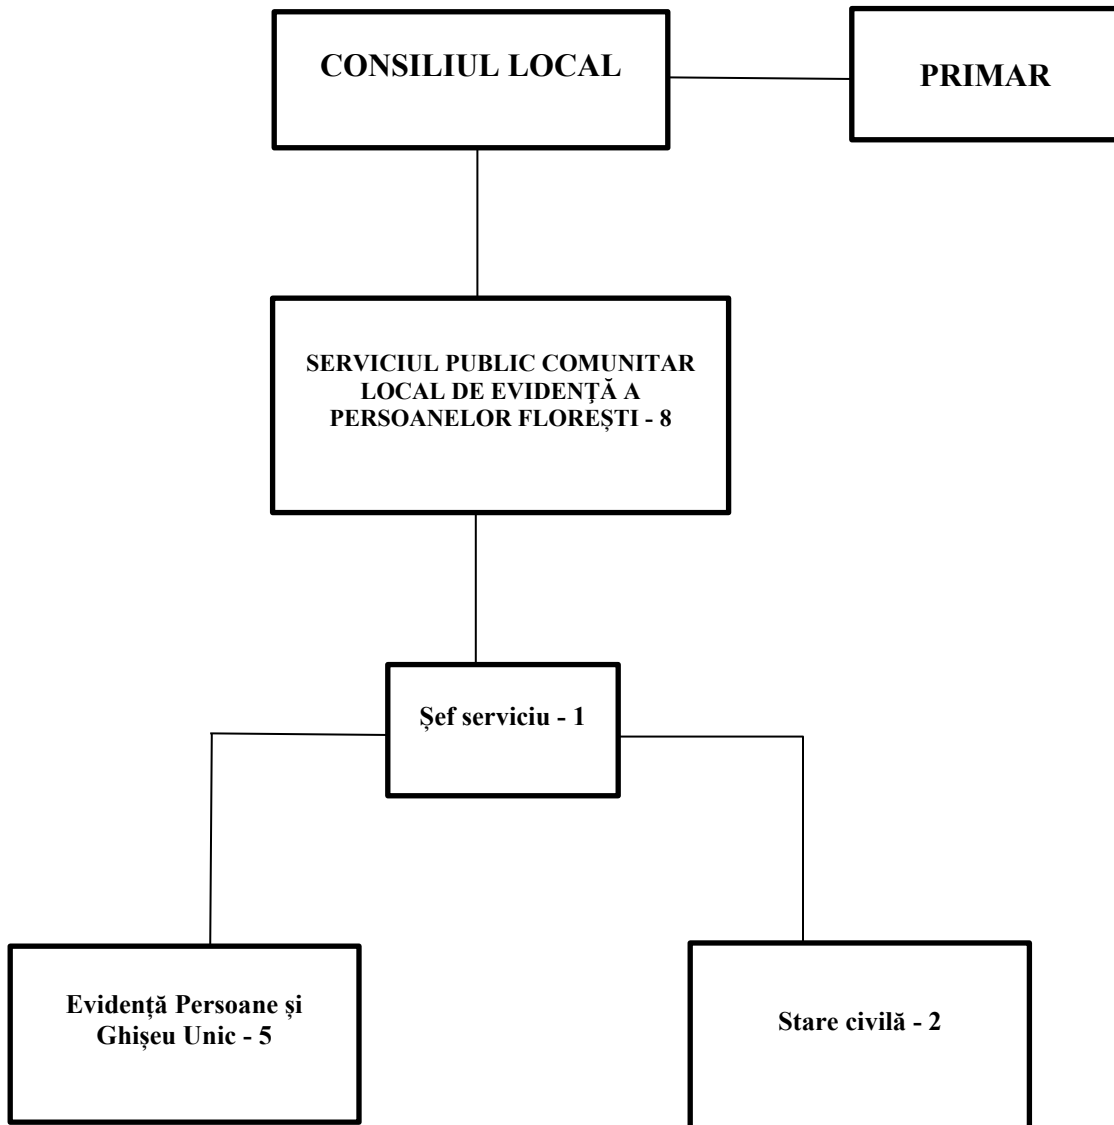 CONSILIUL LOCAL
PRIMAR
SERVICIUL PUBLIC COMUNITAR
LOCAL DE EVIDENŢĂ A
PERSOANELOR FLOREȘTI - 8
Șef serviciu - 1
Evidență Persoane și
Ghișeu Unic - 5
Stare civilă - 2